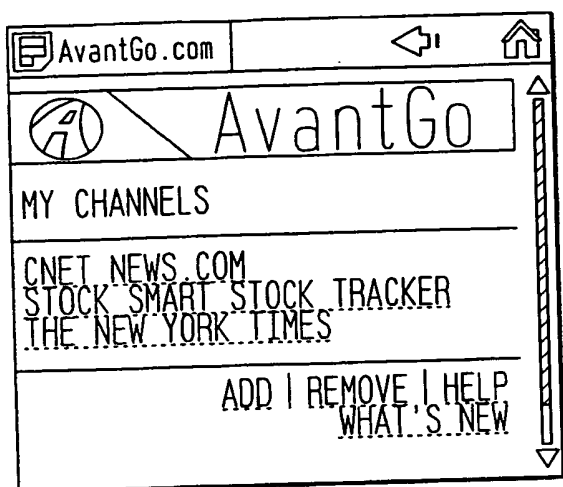 AvantGo.com
AvantGo
MY CHANNELS
CNET NEWS.COM
STOCK SMART STOCK TRACKER
THE NEW YORK TIMES
ADD | REMOVE | HELP
WHAT'S NEW